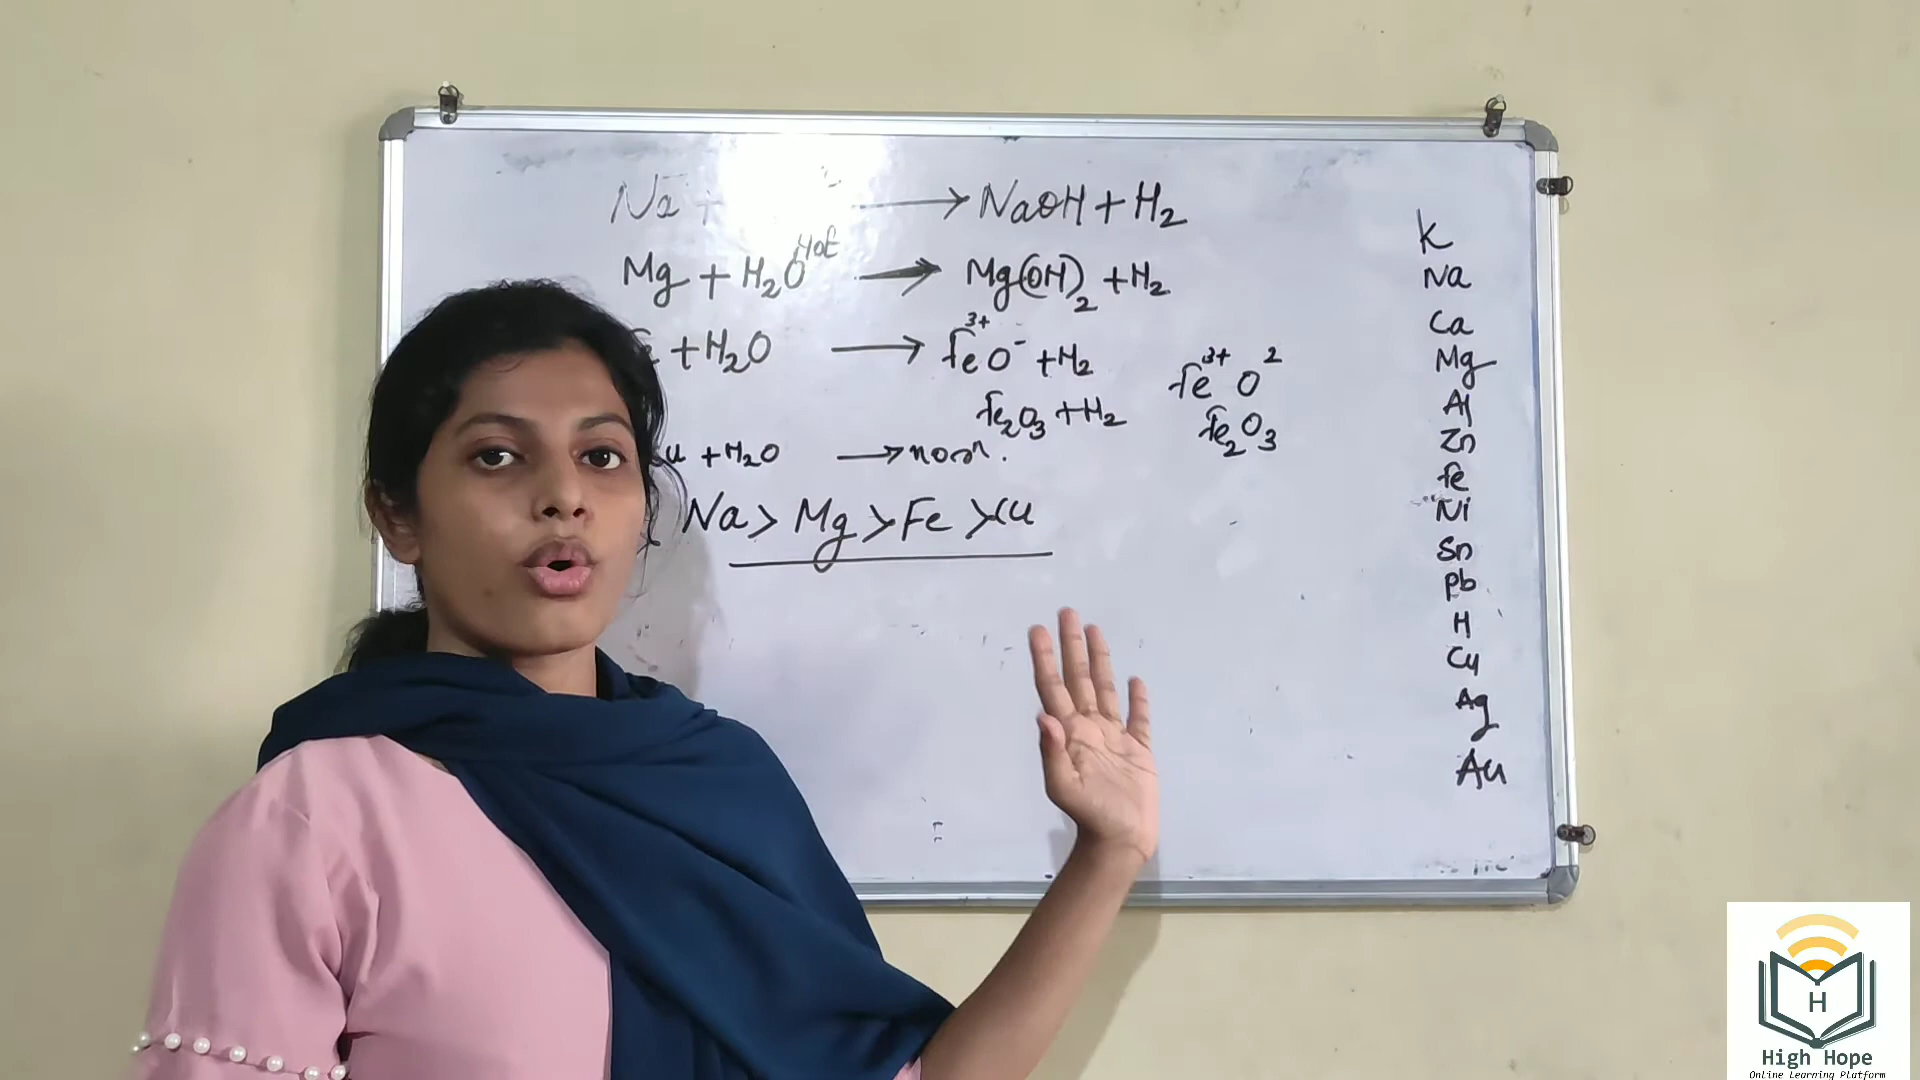 Na + → NaOH + H₂
Mg + H₂O Hot → Mg(OH)₂ + H₂
+ H₂O → Fe³⁺O⁻ + H₂
Fe³⁺ O²
Fe₂O₃ + H₂
Fe₂O₃
u + H₂O →
Na > Mg > Fe > Cu
K
Na
Ca
Mg
Al
Zn
Fe
Ni
Sn
Pb
H
Cu
Ag
Au
H
High Hope
Online Learning Platform